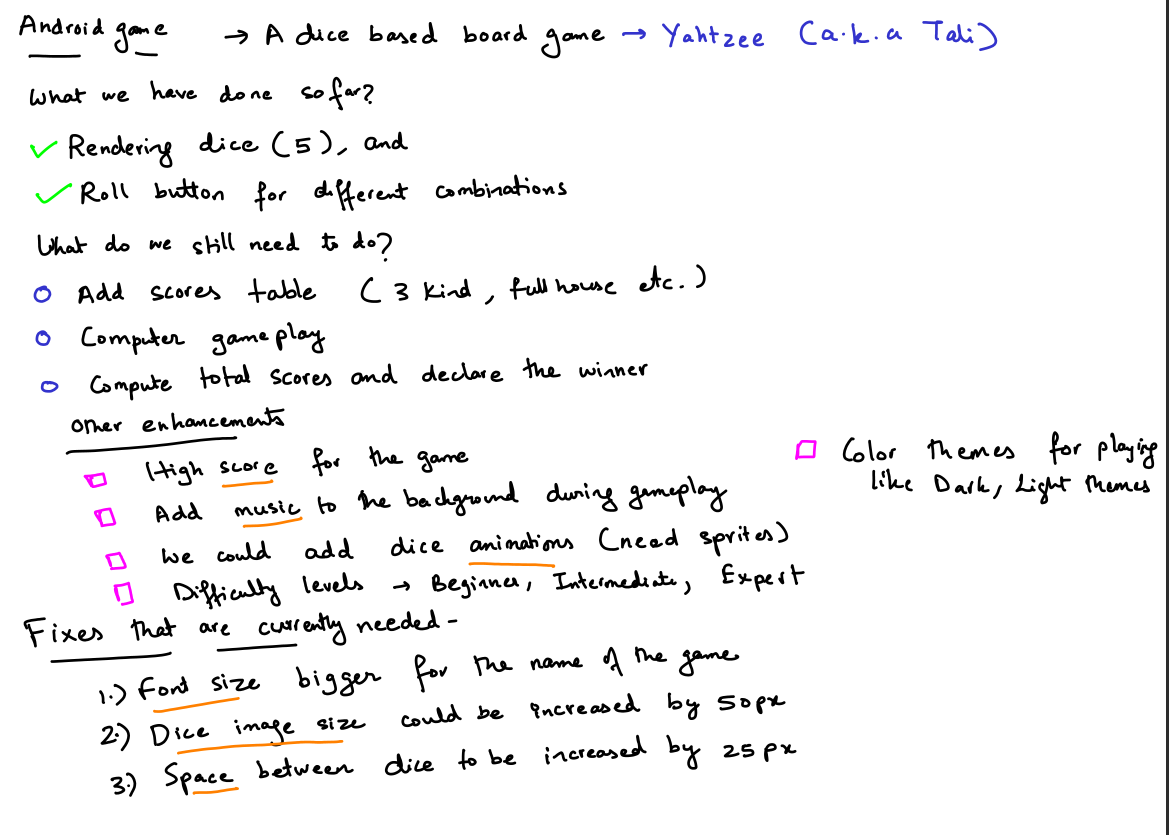 Android game → A dice based board game → Yahtzee (a.k.a Tali)
What we have done so far?
✓ Rendering dice (5), and
✓ Roll button for different combinations
What do we still need to do?
○ Add scores table (3 kind, full house etc.)
○ Computer gameplay
○ Compute total scores and declare the winner
Other enhancements
□ High score for the game
□ Add music to the background during gameplay
□ We could add dice animations (need sprites)
□ Difficulty levels → Beginner, Intermediate, Expert
□ Color themes for playing
like Dark, Light themes
Fixes that are currently needed -
1.) Font size bigger for the name of the game
2.) Dice image size could be increased by 50px
3.) Space between dice to be increased by 25px